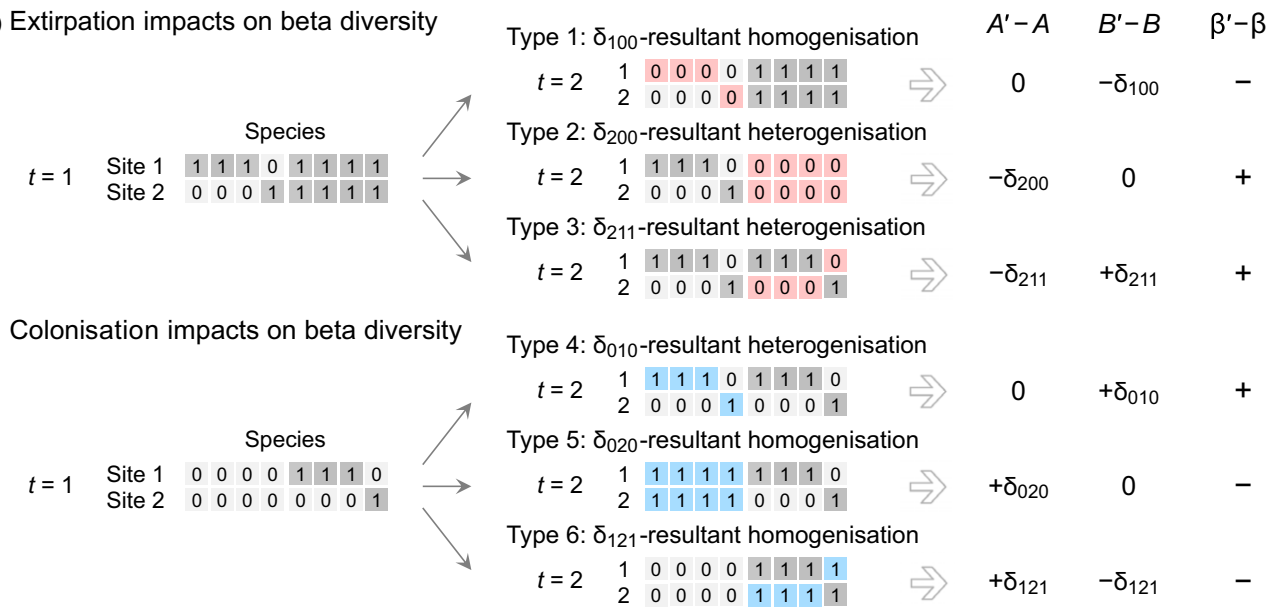 ) Extirpation impacts on beta diversity
A′−A B′−B β′−β
Type 1: δ100-resultant homogenisation
t = 2 1 0 0 0 0 1 1 1 1 0 −δ100 −
2 0 0 0 0 1 1 1 1
Species
t = 1 Site 1 1 1 1 0 1 1 1 1
Site 2 0 0 0 1 1 1 1 1
Type 2: δ200-resultant heterogenisation
t = 2 1 1 1 1 0 0 0 0 0 −δ200 0 +
2 0 0 0 1 0 0 0 0
Type 3: δ211-resultant heterogenisation
t = 2 1 1 1 1 0 1 1 1 0 −δ211 +δ211 +
2 0 0 0 1 0 0 0 1
Colonisation impacts on beta diversity
Type 4: δ010-resultant heterogenisation
t = 2 1 1 1 1 0 1 1 1 0 0 +δ010 +
2 0 0 0 1 0 0 0 1
Species
t = 1 Site 1 0 0 0 0 1 1 1 0
Site 2 0 0 0 0 0 0 0 1
Type 5: δ020-resultant homogenisation
t = 2 1 1 1 1 1 1 1 1 0 +δ020 0 −
2 1 1 1 1 0 0 0 1
Type 6: δ121-resultant homogenisation
t = 2 1 0 0 0 0 1 1 1 1 +δ121 −δ121 −
2 0 0 0 0 1 1 1 1